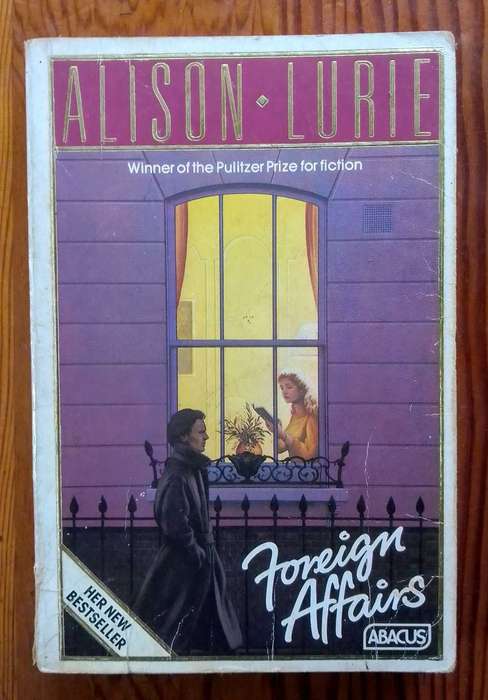 ALISON LURIE
Winner of the Pulitzer Prize for fiction
Foreign
Affairs
HER NEW
BESTSELLER
ABACUS